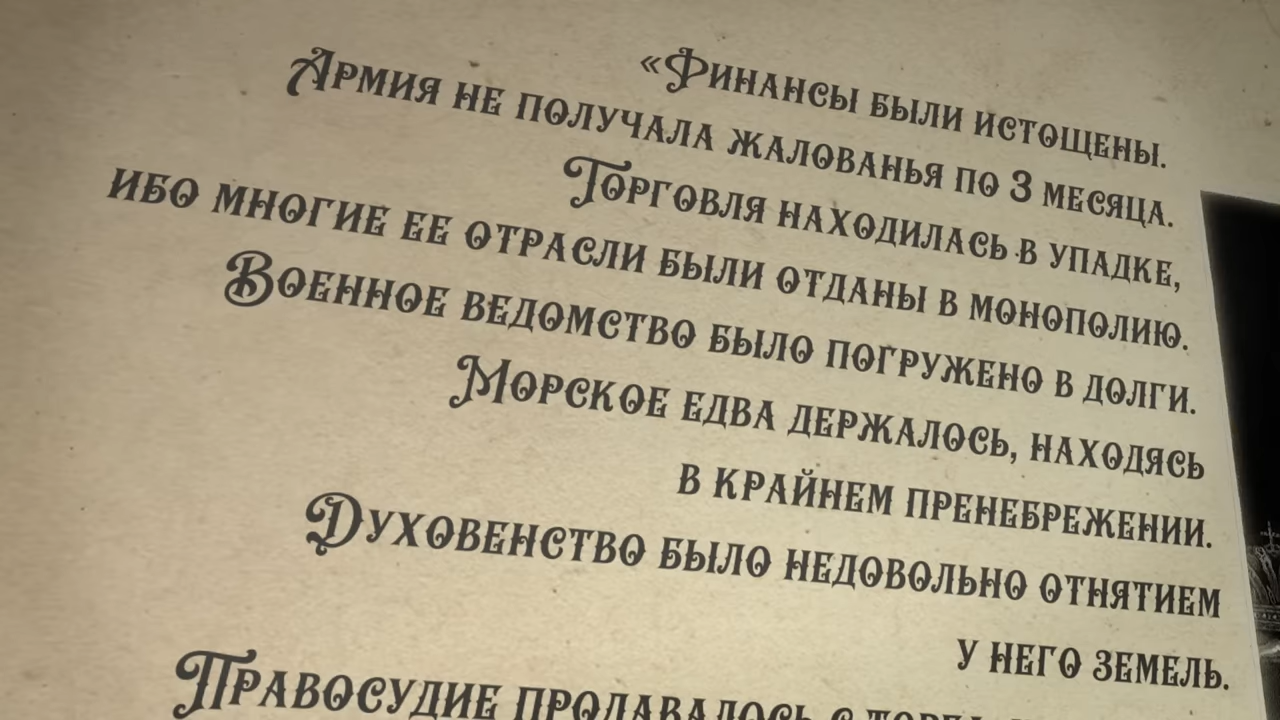 «Финансы были истощены.
Армия не получала жалованья по 3 месяца.
Торговля находилась в упадке,
ибо многие ее отрасли были отданы в монополию.
Военное ведомство было погружено в долги.
Морское едва держалось, находясь
в крайнем пренебрежении.
Духовенство было недовольно отнятием
у него земель.
Правосудие продавалось с торга